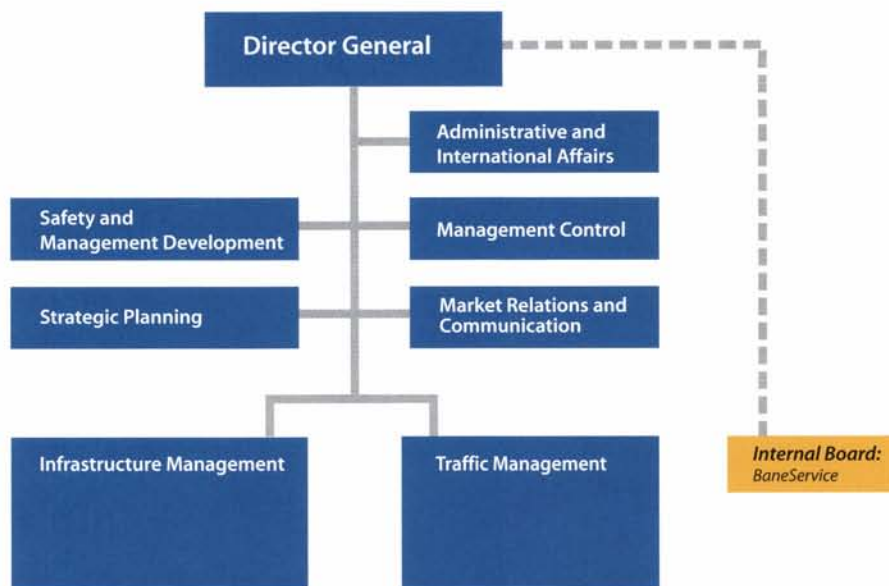 Director General
Administrative and
International Affairs
Safety and
Management Development
Management Control
Strategic Planning
Market Relations and
Communication
Infrastructure Management
Traffic Management
Internal Board:
BaneService